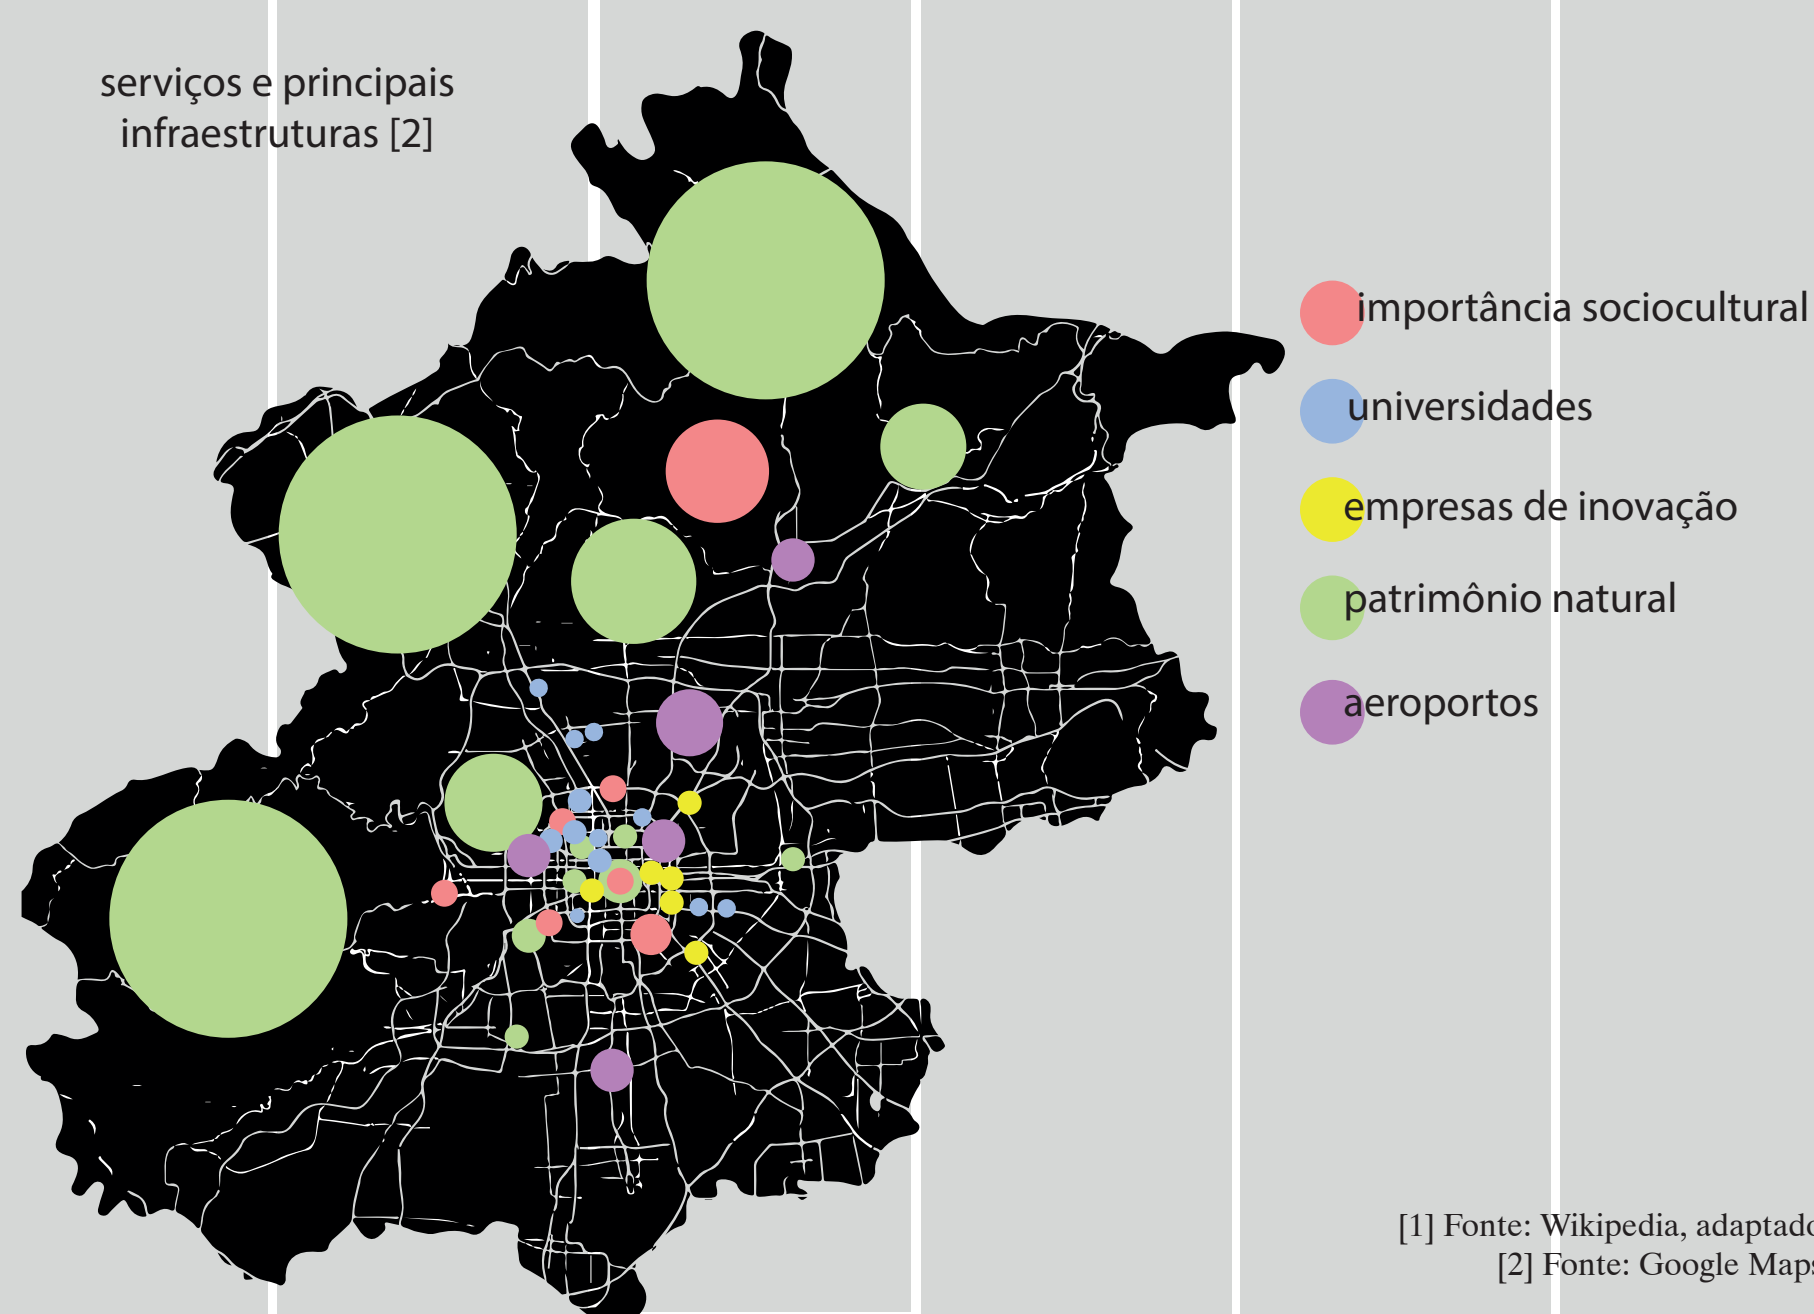 serviços e principais
infraestruturas [2]
importância sociocultural
universidades
empresas de inovação
patrimônio natural
aeroportos
[1] Fonte: Wikipedia, adaptado
[2] Fonte: Google Maps